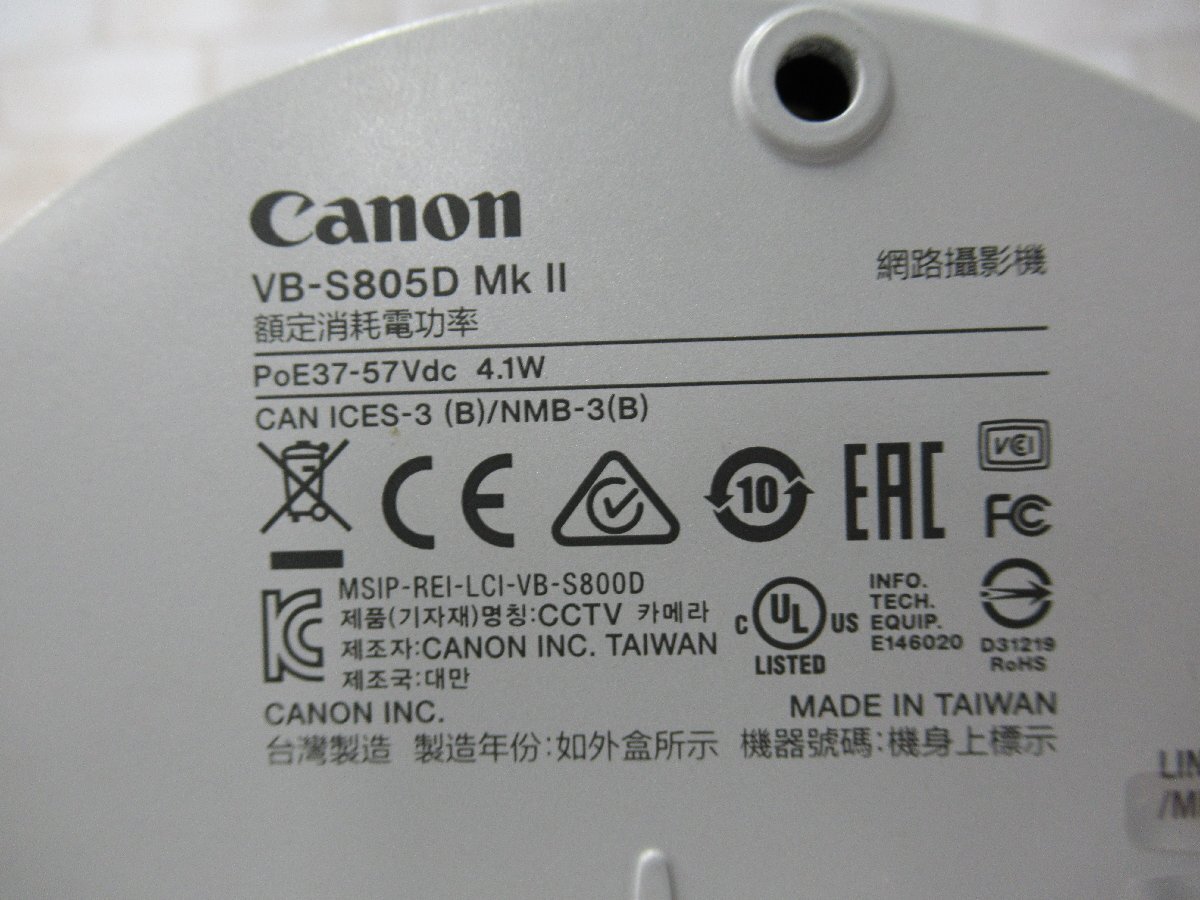 Canon
VB-S805D Mk II
網路攝影機
額定消耗電功率
PoE37-57Vdc 4.1W
CAN ICES-3 (B)/NMB-3(B)
CE
10
EAC
VCCI
FC
MSIP-REI-LCI-VB-S800D
제품(기자재)명칭:CCTV 카메라
제조자:CANON INC. TAIWAN
제조국:대만
C UL US
LISTED
INFO.
TECH.
EQUIP.
E146020
D31219
RoHS
CANON INC.
MADE IN TAIWAN
台灣製造 製造年份:如外盒所示 機器號碼:機身上標示